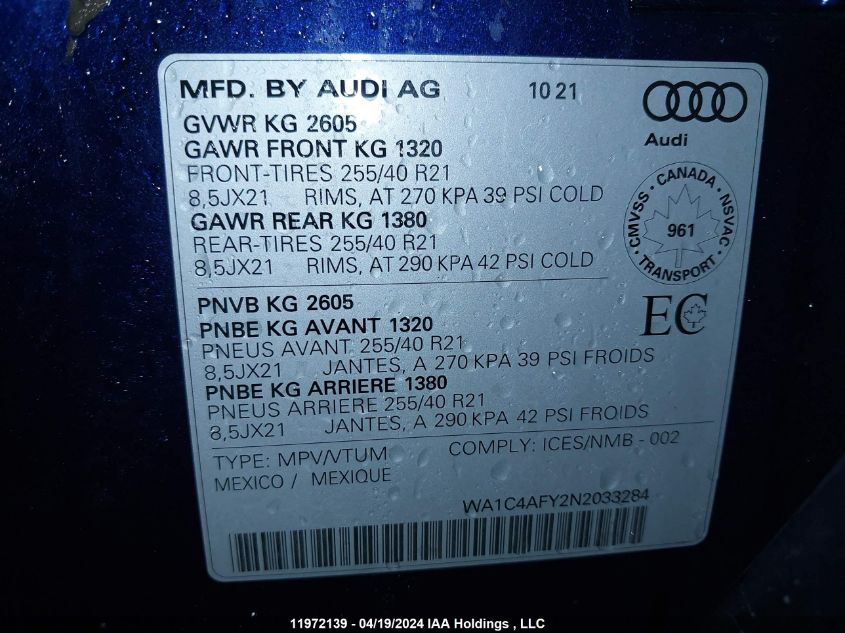 MFD. BY AUDI AG 10 21
Audi
GVWR KG 2605
GAWR FRONT KG 1320
FRONT-TIRES 255/40 R21
8,5JX21 RIMS, AT 270 KPA 39 PSI COLD
GAWR REAR KG 1380
REAR-TIRES 255/40 R21
8,5JX21 RIMS, AT 290 KPA 42 PSI COLD
CMVSS • CANADA • NSVAC • TRANSPORT •
961
PNVB KG 2605
PNBE KG AVANT 1320
PNEUS AVANT 255/40 R21
8,5JX21 JANTES, A 270 KPA 39 PSI FROIDS
PNBE KG ARRIERE 1380
PNEUS ARRIERE 255/40 R21
8,5JX21 JANTES, A 290 KPA 42 PSI FROIDS
EC
TYPE: MPV/VTUM COMPLY: ICES/NMB - 002
MEXICO / MEXIQUE
WA1C4AFY2N2033284
11972139 - 04/19/2024 IAA Holdings , LLC